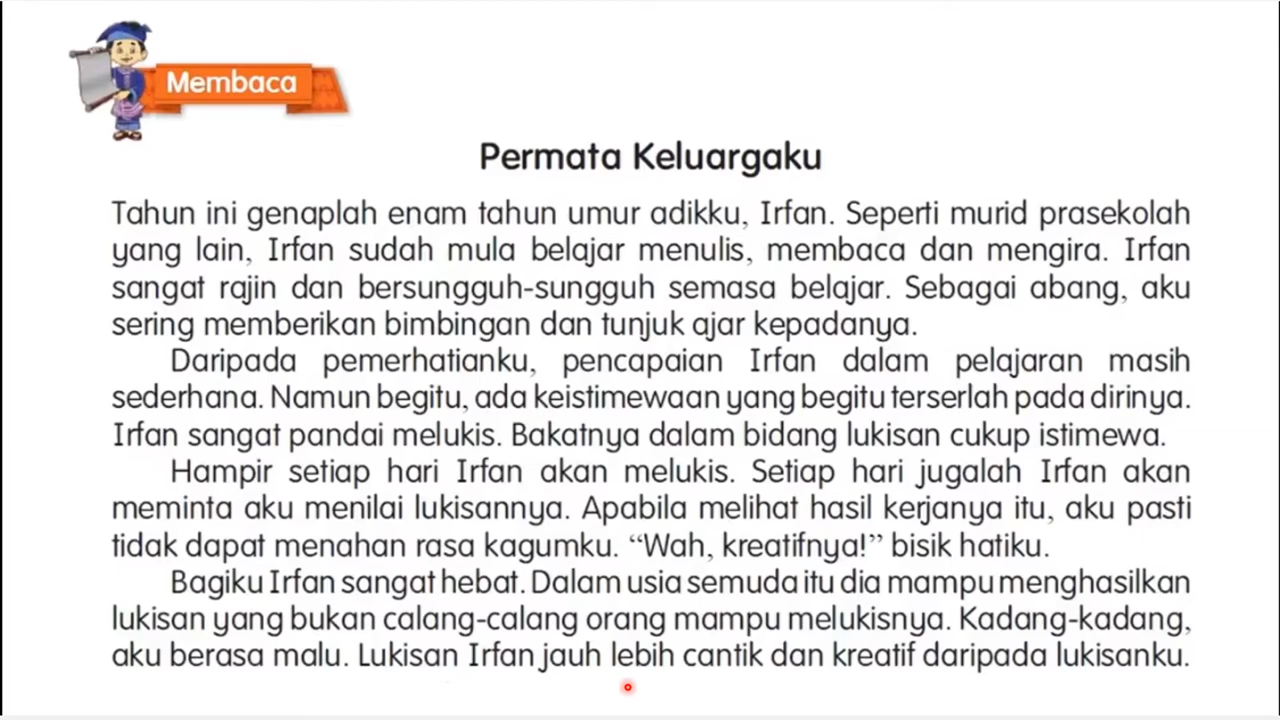 Membaca
Permata Keluargaku
Tahun ini genaplah enam tahun umur adikku, Irfan. Seperti murid prasekolah
yang lain, Irfan sudah mula belajar menulis, membaca dan mengira. Irfan
sangat rajin dan bersungguh-sungguh semasa belajar. Sebagai abang, aku
sering memberikan bimbingan dan tunjuk ajar kepadanya.
Daripada pemerhatianku, pencapaian Irfan dalam pelajaran masih
sederhana. Namun begitu, ada keistimewaan yang begitu terserlah pada dirinya.
Irfan sangat pandai melukis. Bakatnya dalam bidang lukisan cukup istimewa.
Hampir setiap hari Irfan akan melukis. Setiap hari jugalah Irfan akan
meminta aku menilai lukisannya. Apabila melihat hasil kerjanya itu, aku pasti
tidak dapat menahan rasa kagumku. “Wah, kreatifnya!” bisik hatiku.
Bagiku Irfan sangat hebat. Dalam usia semuda itu dia mampu menghasilkan
lukisan yang bukan calang-calang orang mampu melukisnya. Kadang-kadang,
aku berasa malu. Lukisan Irfan jauh lebih cantik dan kreatif daripada lukisanku.